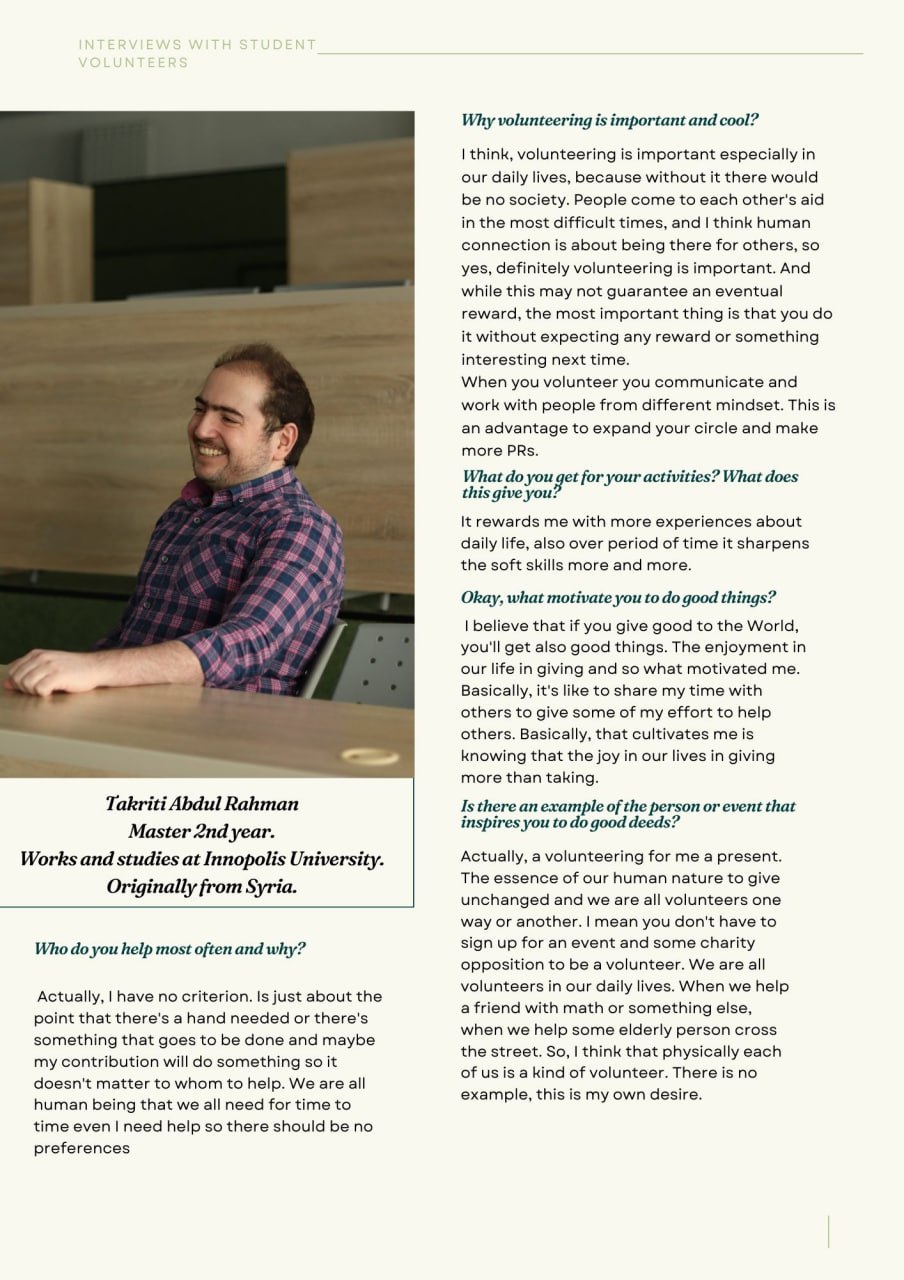 INTERVIEWS WITH STUDENT
VOLUNTEERS
Takriti Abdul Rahman
Master 2nd year.
Works and studies at Innopolis University.
Originally from Syria.
Who do you help most often and why?
Actually, I have no criterion. Is just about the
point that there's a hand needed or there's
something that goes to be done and maybe
my contribution will do something so it
doesn't matter to whom to help. We are all
human being that we all need for time to
time even I need help so there should be no
preferences
Why volunteering is important and cool?
I think, volunteering is important especially in
our daily lives, because without it there would
be no society. People come to each other's aid
in the most difficult times, and I think human
connection is about being there for others, so
yes, definitely volunteering is important. And
while this may not guarantee an eventual
reward, the most important thing is that you do
it without expecting any reward or something
interesting next time.
When you volunteer you communicate and
work with people from different mindset. This is
an advantage to expand your circle and make
more PRs.
What do you get for your activities? What does
this give you?
It rewards me with more experiences about
daily life, also over period of time it sharpens
the soft skills more and more.
Okay, what motivate you to do good things?
I believe that if you give good to the World,
you'll get also good things. The enjoyment in
our life in giving and so what motivated me.
Basically, it's like to share my time with
others to give some of my effort to help
others. Basically, that cultivates me is
knowing that the joy in our lives in giving
more than taking.
Is there an example of the person or event that
inspires you to do good deeds?
Actually, a volunteering for me a present.
The essence of our human nature to give
unchanged and we are all volunteers one
way or another. I mean you don't have to
sign up for an event and some charity
opposition to be a volunteer. We are all
volunteers in our daily lives. When we help
a friend with math or something else,
when we help some elderly person cross
the street. So, I think that physically each
of us is a kind of volunteer. There is no
example, this is my own desire.